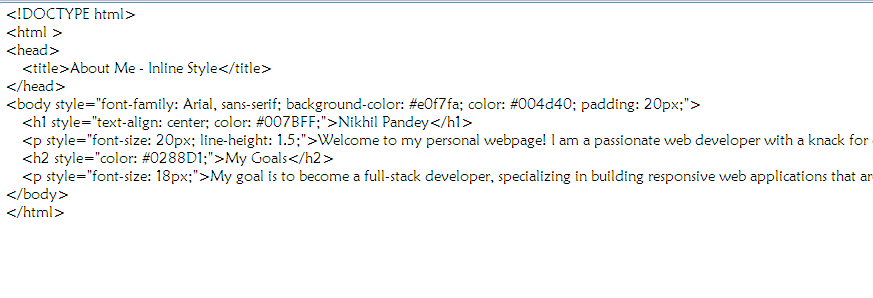 <!DOCTYPE html>
<html >
<head>
    <title>About Me - Inline Style</title>
</head>
<body style="font-family: Arial, sans-serif; background-color: #e0f7fa; color: #004d40; padding: 20px;">
    <h1 style="text-align: center; color: #007BFF;">Nikhil Pandey</h1>
    <p style="font-size: 20px; line-height: 1.5;">Welcome to my personal webpage! I am a passionate web developer with a knack for
    <h2 style="color: #0288D1;">My Goals</h2>
    <p style="font-size: 18px;">My goal is to become a full-stack developer, specializing in building responsive web applications that
</body>
</html>